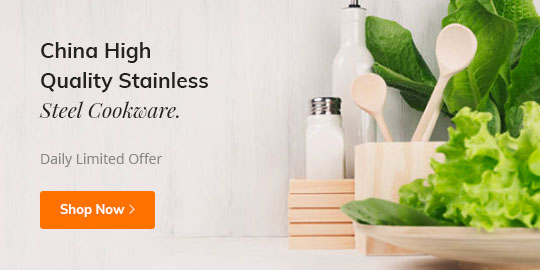 China High
Quality Stainless
Steel Cookware.
Daily Limited Offer
Shop Now >